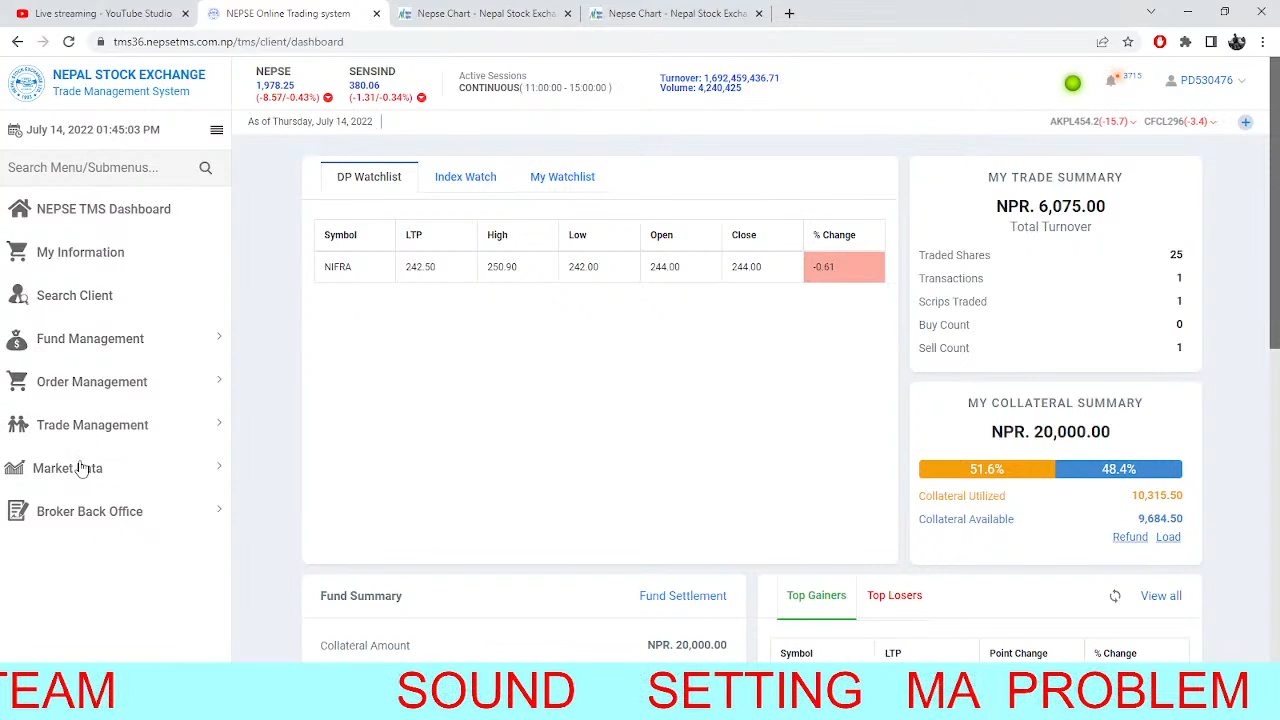 Live streaming - YouTube Studio
NEPSE Online Trading system
Nepse Chart - Nepal Stock Excha
Nepse Chart - Nepal Stock Excha
tms36.nepsetms.com.np/tms/client/dashboard
NEPAL STOCK EXCHANGE
Trade Management System
NEPSE
1,978.25
(-8.57/-0.43%)
SENSIND
380.06
(-1.31/-0.34%)
Active Sessions
CONTINUOUS( 11:00:00 - 15:00:00 )
Turnover: 1,692,459,436.71
Volume: 4,240,425
3715
PD530476
July 14, 2022 01:45:03 PM
As of Thursday, July 14, 2022
AKPL454.2(-15.7) CFCL296(-3.4)
Search Menu/Submenus...
NEPSE TMS Dashboard
My Information
Search Client
Fund Management
Order Management
Trade Management
Market
Broker Back Office
DP Watchlist Index Watch My Watchlist
Symbol LTP High Low Open Close % Change
NIFRA 242.50 250.90 242.00 244.00 244.00 -0.61
MY TRADE SUMMARY
NPR. 6,075.00
Total Turnover
Traded Shares 25
Transactions 1
Scrips Traded 1
Buy Count 0
Sell Count 1
MY COLLATERAL SUMMARY
NPR. 20,000.00
51.6% 48.4%
Collateral Utilized 10,315.50
Collateral Available 9,684.50
Refund Load
Fund Summary Fund Settlement
Collateral Amount NPR. 20,000.00
Top Gainers Top Losers View all
Symbol LTP Point Change % Change
TEAM SOUND SETTING MA PROBLEM